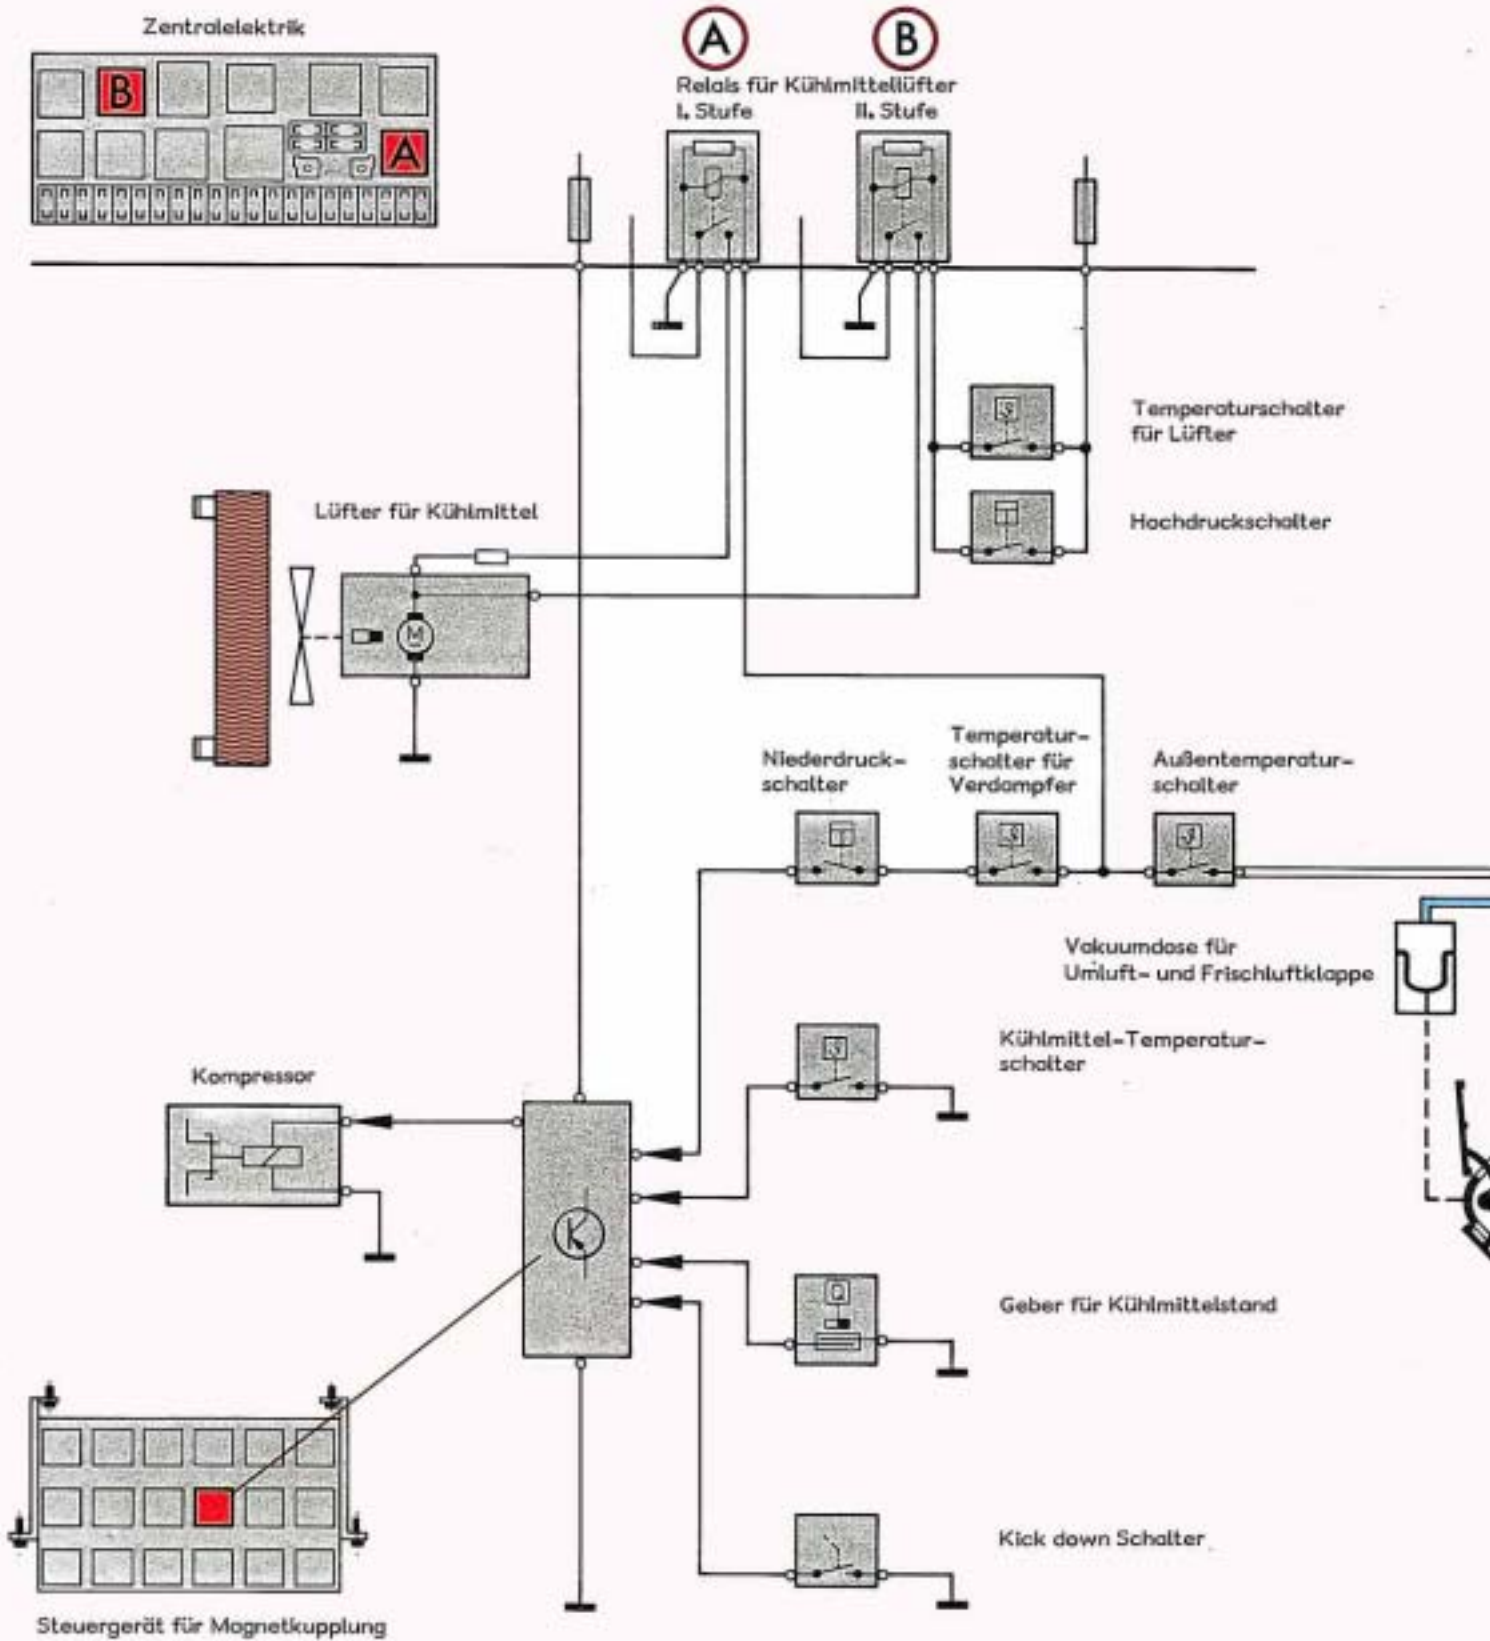 Zentralelektrik
A
B
Relais für Kühlmittellüfter
I. Stufe
II. Stufe
B
A
Temperaturschalter
für Lüfter
Hochdruckschalter
Lüfter für Kühlmittel
M
Niederdruck-
schalter
Temperatur-
schalter für
Verdampfer
Außentemperatur-
schalter
Vakuumdose für
Umluft- und Frischluftklappe
Kühlmittel-Temperatur-
schalter
Kompressor
Q
Geber für Kühlmittelstand
Kick down Schalter
Steuergerät für Magnetkupplung